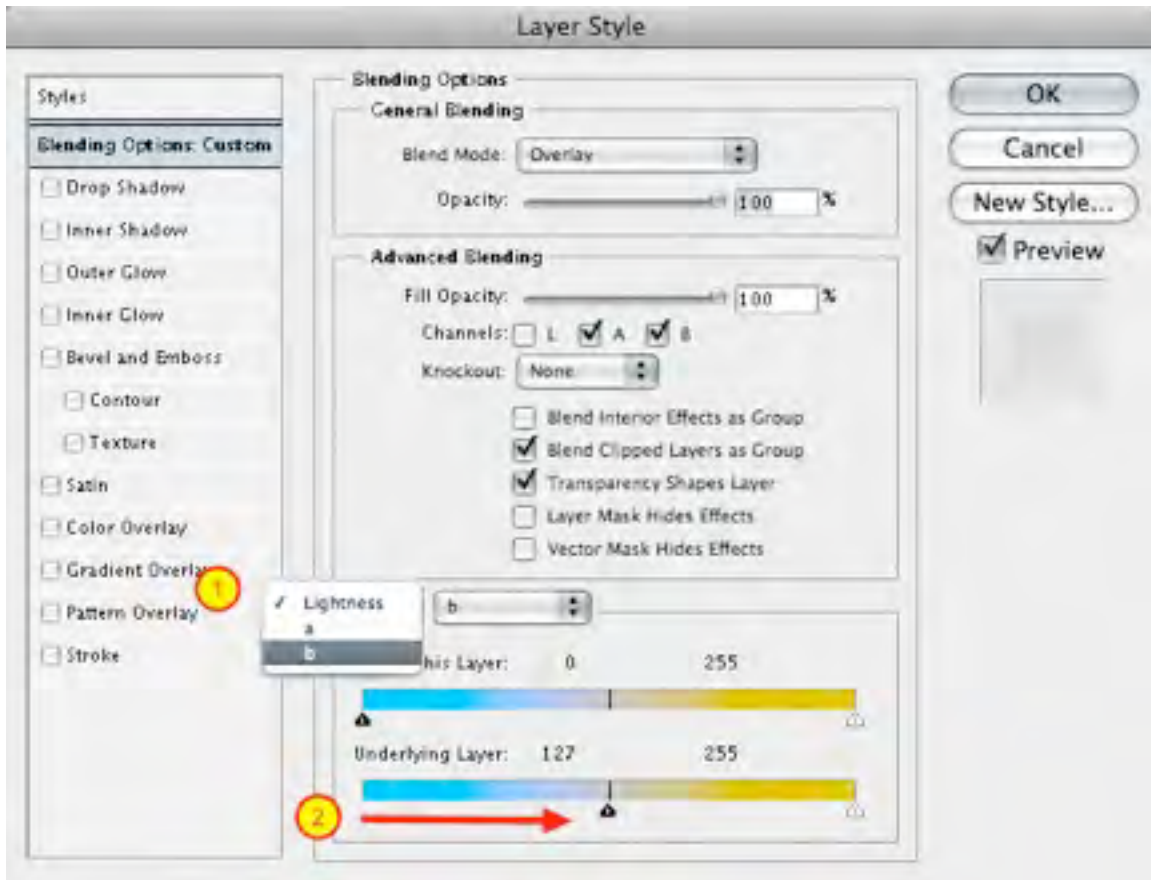 Layer Style
Styles
Blending Options: Custom
Drop Shadow
Inner Shadow
Outer Glow
Inner Glow
Bevel and Emboss
Contour
Texture
Satin
Color Overlay
Gradient Overlay
Pattern Overlay
Stroke
Blending Options
General Blending
Blend Mode: Overlay
Opacity: 100 %
Advanced Blending
Fill Opacity: 100 %
Channels: L A B
Knockout: None
Blend Interior Effects as Group
Blend Clipped Layers as Group
Transparency Shapes Layer
Layer Mask Hides Effects
Vector Mask Hides Effects
1
Lightness
a
b
b
his Layer: 0 255
Underlying Layer: 127 255
2
OK
Cancel
New Style...
Preview